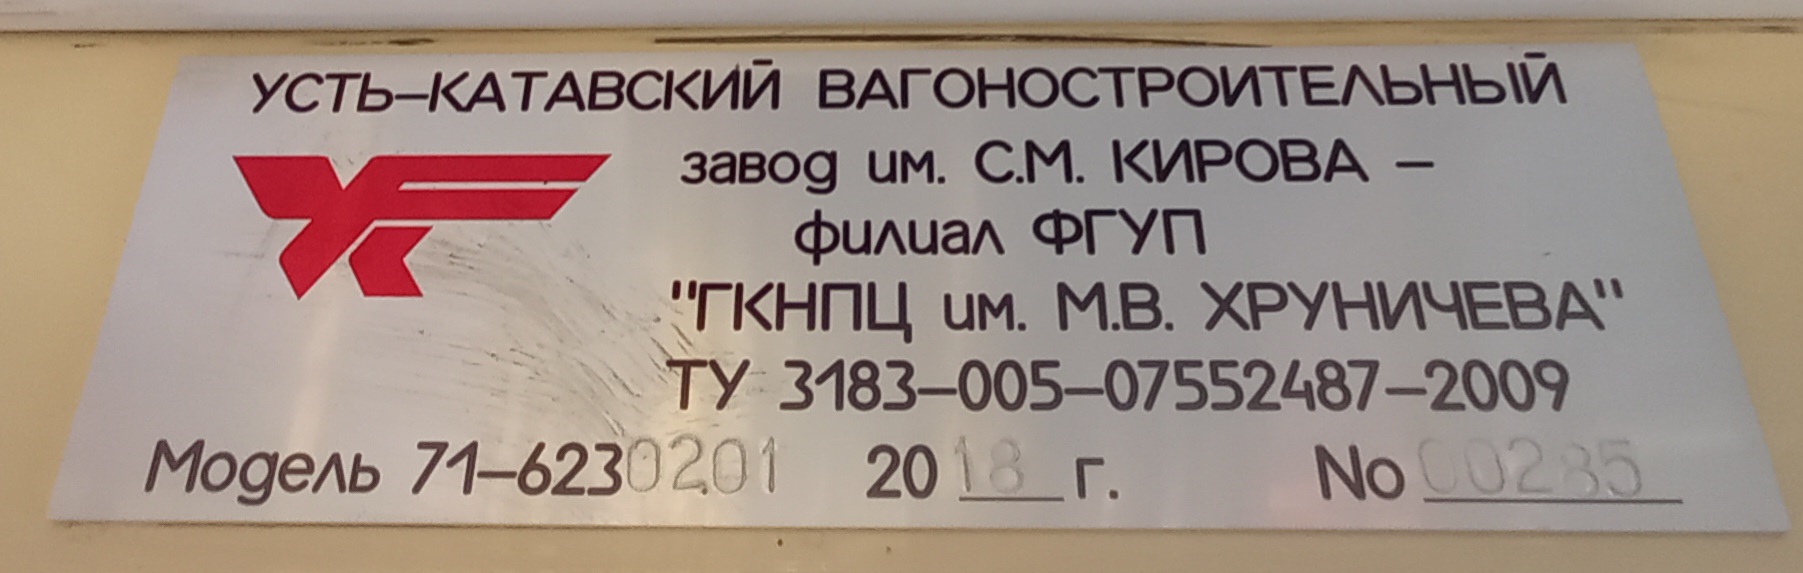 УСТЬ-КАТАВСКИЙ ВАГОНОСТРОИТЕЛЬНЫЙ
завод им. С.М. КИРОВА –
филиал ФГУП
"ГКНПЦ им. М.В. ХРУНИЧЕВА"
ТУ 3183-005-07552487-2009
Модель 71-6230201 2018 г. No 00285